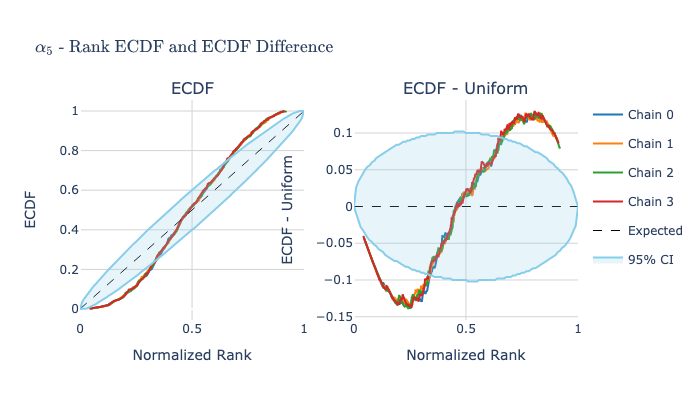 α₅ - Rank ECDF and ECDF Difference
ECDF
ECDF - Uniform
ECDF
1
0.8
0.6
0.4
0.2
0
0
0.5
1
Normalized Rank
ECDF - Uniform
0.1
0.05
0
−0.05
−0.1
−0.15
0
0.5
1
Normalized Rank
Chain 0
Chain 1
Chain 2
Chain 3
Expected
95% CI